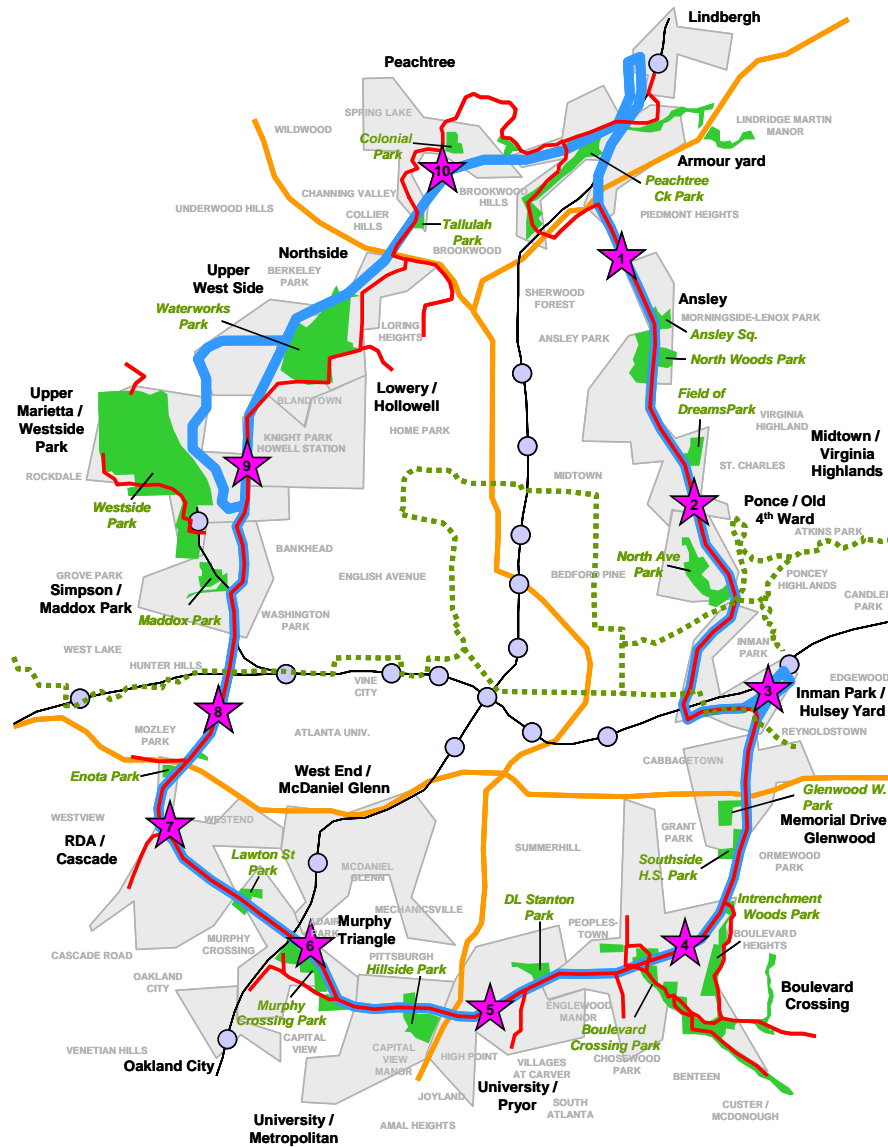 Lindbergh
Peachtree
SPRING LAKE
WILDWOOD
Colonial
Park
LINDRIDGE MARTIN
MANOR
10
Armour yard
CHANNING VALLEY
BROOKWOOD
HILLS
Peachtree
Ck Park
UNDERWOOD HILLS
COLLIER
HILLS
Tallulah
Park
PIEDMONT HEIGHTS
Northside
BROOKWOOD
1
Upper
West Side
BERKELEY
PARK
SHERWOOD
FOREST
Ansley
Waterworks
Park
MORNINGSIDE-LENOX PARK
Ansley Sq.
LORING
HEIGHTS
ANSLEY PARK
North Woods Park
Upper
Marietta /
Westside
Park
Lowery /
Hollowell
Field of
DreamsPark
BLANDTOWN
VIRGINIA
HIGHLAND
HOME PARK
Midtown /
Virginia
Highlands
KNIGHT PARK
HOWELL STATION
9
ROCKDALE
MIDTOWN
ST. CHARLES
Westside
Park
2
Ponce / Old
4th Ward
ATKINS PARK
BANKHEAD
North Ave
Park
PONCEY
HIGHLANDS
GROVE PARK
ENGLISH AVENUE
BEDFORD PINE
Simpson /
Maddox Park
CANDLER
PARK
Maddox Park
WASHINGTON
PARK
INMAN
PARK
WEST LAKE
HUNTER HILLS
EDGEWOOD
VINE
CITY
3
Inman Park /
Hulsey Yard
8
MOZLEY
PARK
ATLANTA UNIV.
REYNOLDSTOWN
CABBAGETOWN
Enota Park
West End /
McDaniel Glenn
Glenwood W.
Park
WESTVIEW
WESTEND
7
Memorial Drive
Glenwood
GRANT
PARK
RDA /
Cascade
SUMMERHILL
ORMEWOOD
PARK
Lawton St
Park
MCDANIEL
GLENN
Southside
H.S. Park
DL Stanton
Park
Intrenchment
Woods Park
MECHANICSVILLE
ADAIR
PARK
Murphy
Triangle
PEOPLES-
TOWN
BOULEVARD
HEIGHTS
MURPHY
CROSSING
6
4
CASCADE ROAD
PITTSBURGH
Hillside Park
OAKLAND
CITY
Boulevard
Crossing
Murphy
Crossing Park
5
ENGLEWOOD
MANOR
Boulevard
Crossing Park
CAPITAL
VIEW
VENETIAN HILLS
CAPITAL
VIEW
MANOR
HIGH POINT
CHOSEWOOD
PARK
Oakland City
VILLAGES
AT CARVER
BENTEEN
University /
Pryor
JOYLAND
SOUTH
ATLANTA
CUSTER /
MCDONOUGH
University /
Metropolitan
AMAL HEIGHTS